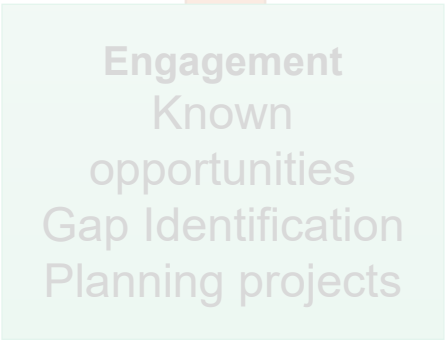 Engagement
Known
opportunities
Gap Identification
Planning projects